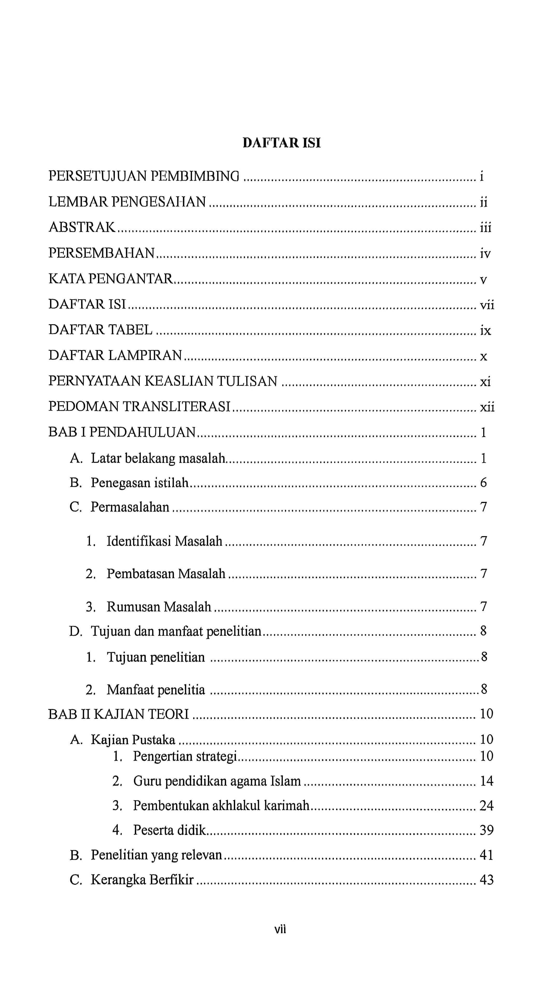 DAFTAR ISI
PERSETUJUAN PEMBIMBING ........................................................ i
LEMBAR PENGESAHAN ........................................................ ii
ABSTRAK ........................................................ iii
PERSEMBAHAN ........................................................ iv
KATA PENGANTAR ........................................................ v
DAFTAR ISI ........................................................ vii
DAFTAR TABEL ........................................................ ix
DAFTAR LAMPIRAN ........................................................ x
PERNYATAAN KEASLIAN TULISAN ........................................................ xi
PEDOMAN TRANSLITERASI ........................................................ xii
BAB I PENDAHULUAN ........................................................ 1
A. Latar belakang masalah ........................................................ 1
B. Penegasan istilah ........................................................ 6
C. Permasalahan ........................................................ 7
1. Identifikasi Masalah ........................................................ 7
2. Pembatasan Masalah ........................................................ 7
3. Rumusan Masalah ........................................................ 7
D. Tujuan dan manfaat penelitian ........................................................ 8
1. Tujuan penelitian ........................................................ 8
2. Manfaat penelitia ........................................................ 8
BAB II KAJIAN TEORI ........................................................ 10
A. Kajian Pustaka ........................................................ 10
1. Pengertian strategi ........................................................ 10
2. Guru pendidikan agama Islam ........................................................ 14
3. Pembentukan akhlakul karimah ........................................................ 24
4. Peserta didik ........................................................ 39
B. Penelitian yang relevan ........................................................ 41
C. Kerangka Berfikir ........................................................ 43
vii